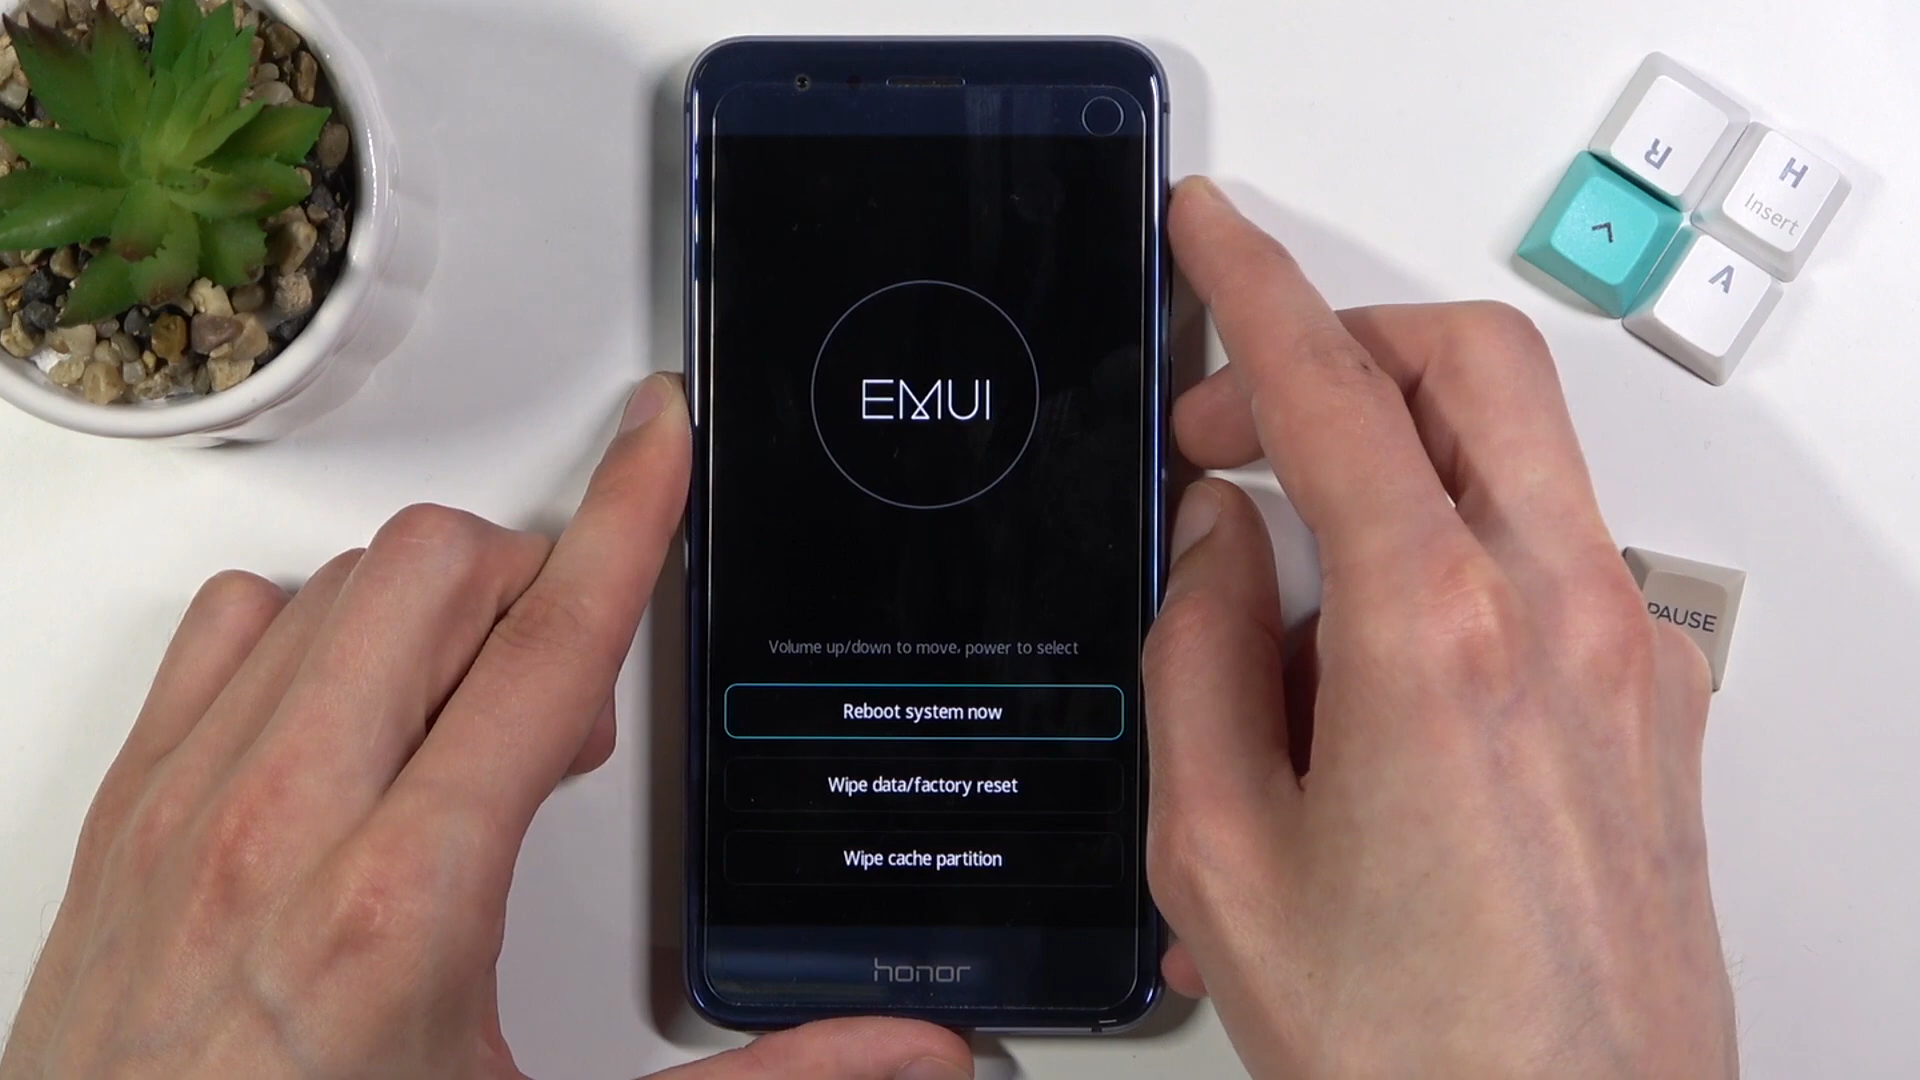 EMUI
Volume up/down to move, power to select
Reboot system now
Wipe data/factory reset
Wipe cache partition
honor
R
H
Insert
<
A
PAUSE